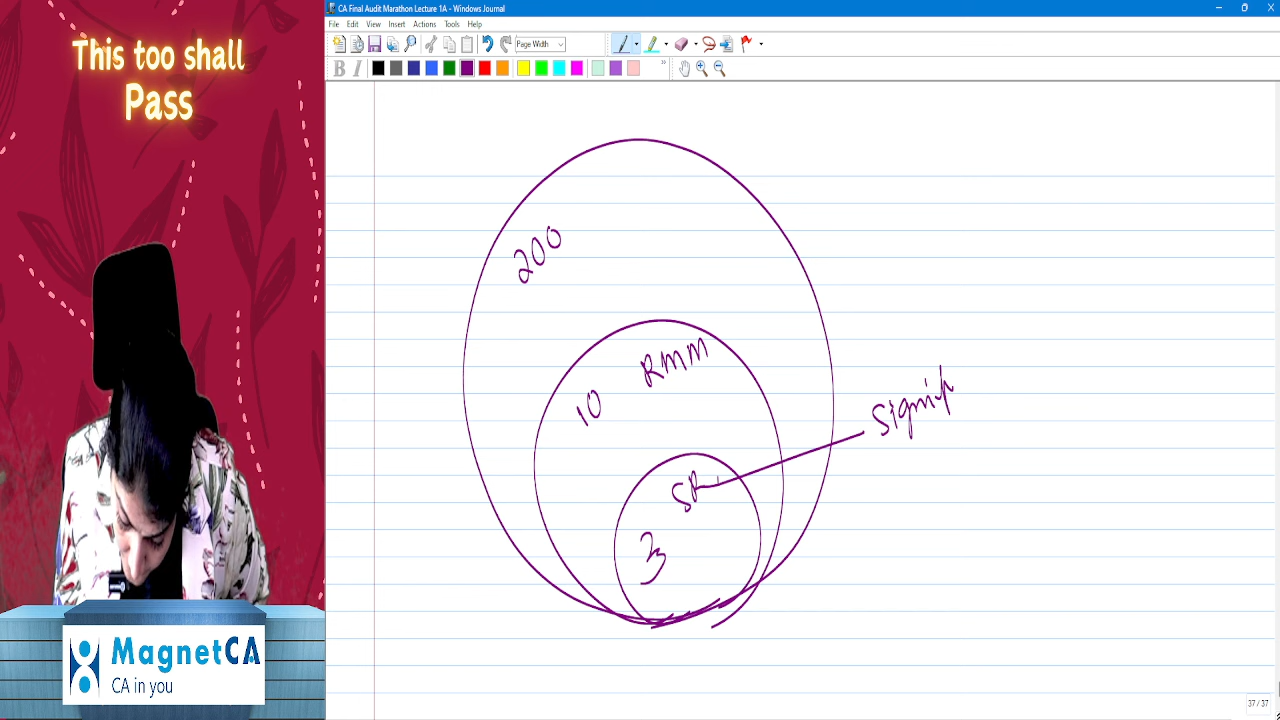 This too shall
Pass
CA Final Audit Marathon Lecture 1A - Windows Journal
File Edit View Insert Actions Tools Help
Page Width
B I
200
RMM
10
Signif
SR
3
MagnetCA
CA in you
37 / 37